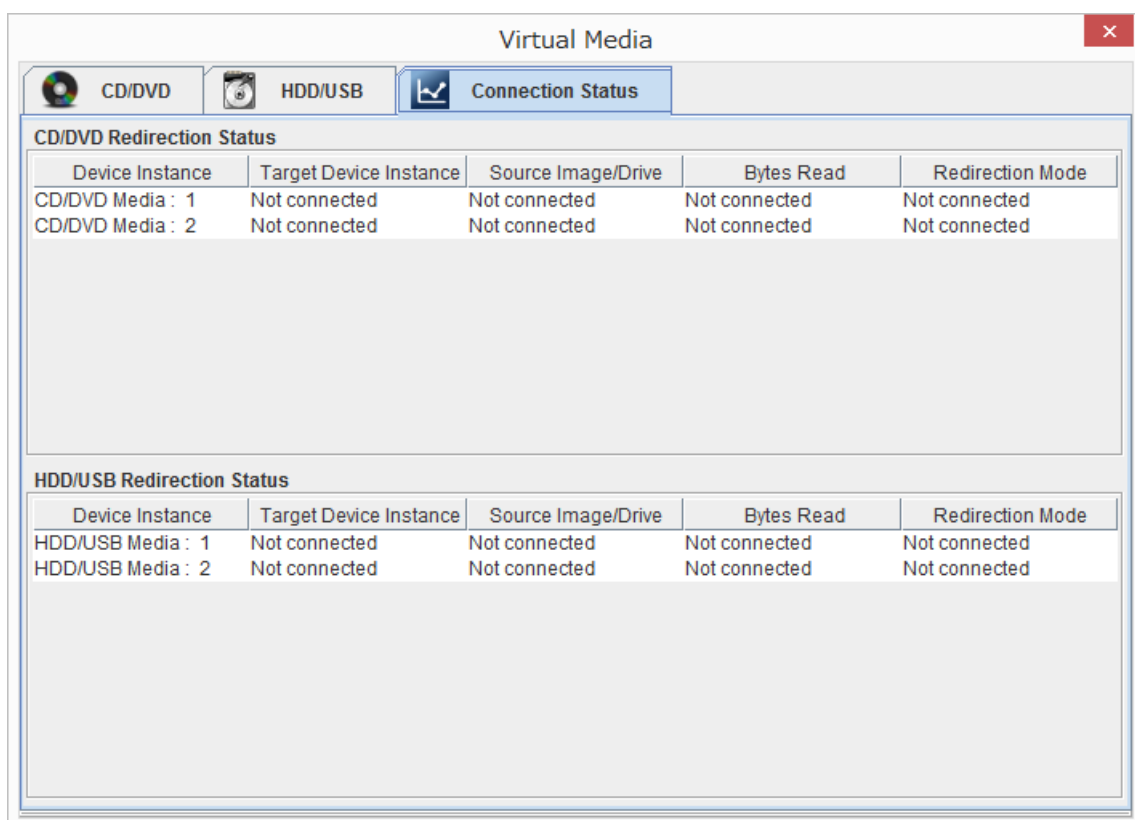 Virtual Media
CD/DVD HDD/USB Connection Status
CD/DVD Redirection Status
Device Instance Target Device Instance Source Image/Drive Bytes Read Redirection Mode
CD/DVD Media : 1 Not connected Not connected Not connected Not connected
CD/DVD Media : 2 Not connected Not connected Not connected Not connected
HDD/USB Redirection Status
Device Instance Target Device Instance Source Image/Drive Bytes Read Redirection Mode
HDD/USB Media : 1 Not connected Not connected Not connected Not connected
HDD/USB Media : 2 Not connected Not connected Not connected Not connected